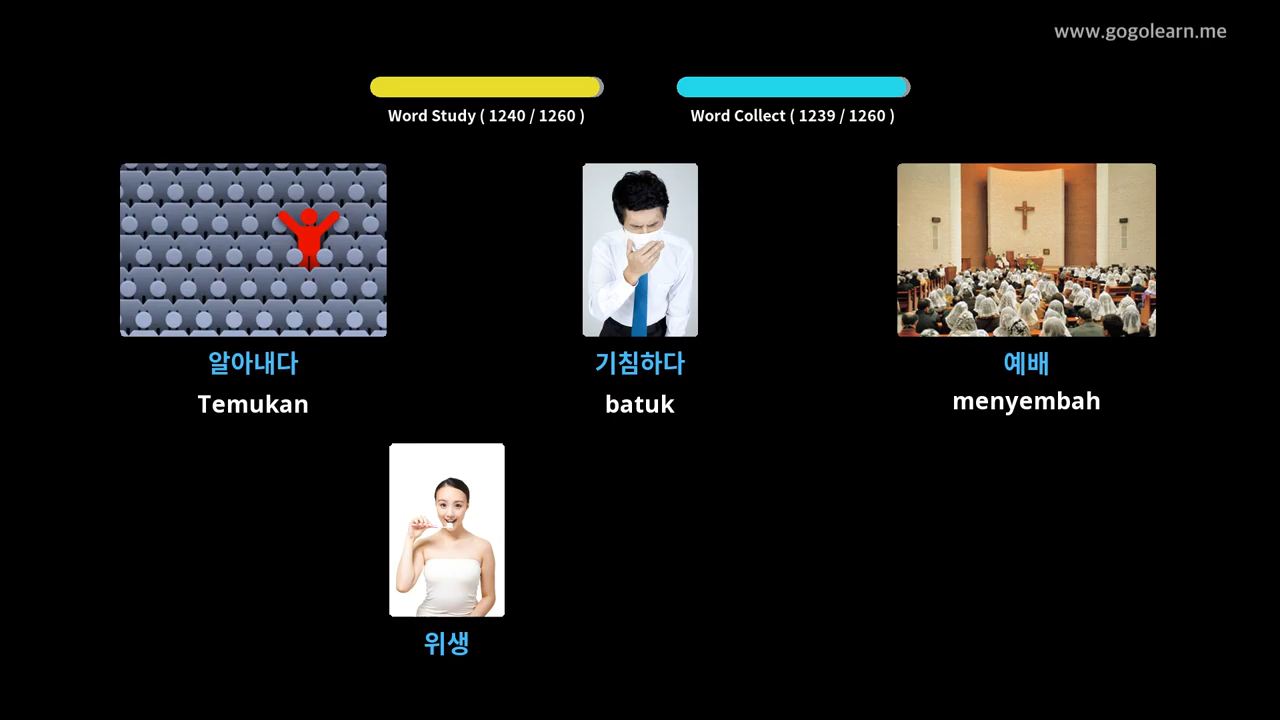 www.gogolearn.me
Word Study ( 1240 / 1260 )
Word Collect ( 1239 / 1260 )
알아내다
Temukan
기침하다
batuk
예배
menyembah
위생